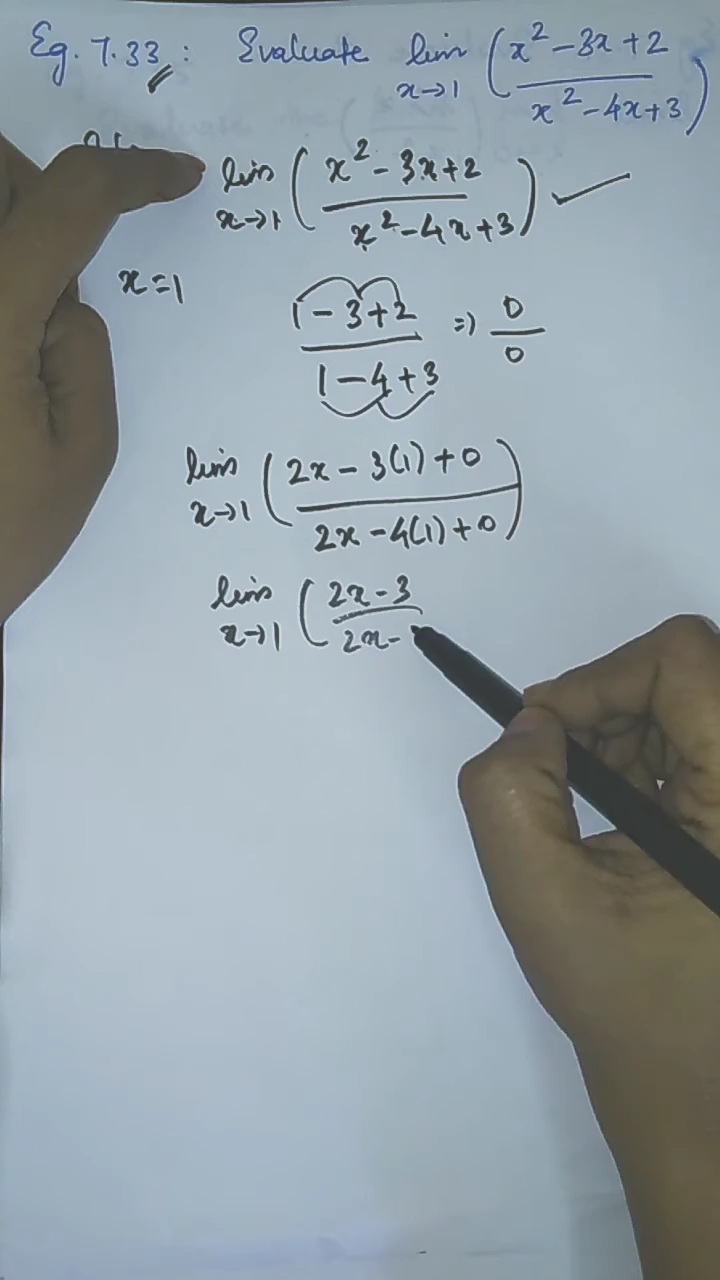 Eg. 7.33 : Evaluate lim x→1 (x² - 3x + 2 / x² - 4x + 3)
lim x→1 (x² - 3x + 2 / x² - 4x + 3)
x = 1
1 - 3 + 2 / 1 - 4 + 3 ⇒ 0 / 0
lim x→1 (2x - 3(1) + 0 / 2x - 4(1) + 0)
lim x→1 (2x - 3 / 2x -